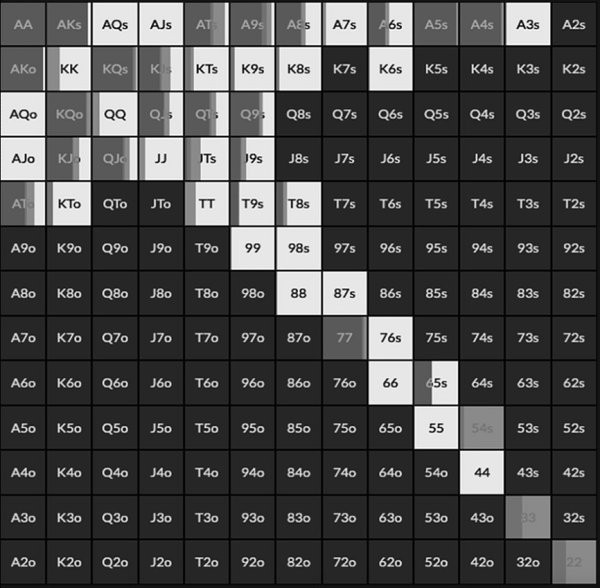 AA AKs AQs AJs ATs A9s A8s A7s A6s A5s A4s A3s A2s
AKo KK KQs KJs KTs K9s K8s K7s K6s K5s K4s K3s K2s
AQo KQo QQ QJs QTs Q9s Q8s Q7s Q6s Q5s Q4s Q3s Q2s
AJo KJo QJo JJ JTs J9s J8s J7s J6s J5s J4s J3s J2s
ATo KTo QTo JTo TT T9s T8s T7s T6s T5s T4s T3s T2s
A9o K9o Q9o J9o T9o 99 98s 97s 96s 95s 94s 93s 92s
A8o K8o Q8o J8o T8o 98o 88 87s 86s 85s 84s 83s 82s
A7o K7o Q7o J7o T7o 97o 87o 77 76s 75s 74s 73s 72s
A6o K6o Q6o J6o T6o 96o 86o 76o 66 65s 64s 63s 62s
A5o K5o Q5o J5o T5o 95o 85o 75o 65o 55 54s 53s 52s
A4o K4o Q4o J4o T4o 94o 84o 74o 64o 54o 44 43s 42s
A3o K3o Q3o J3o T3o 93o 83o 73o 63o 53o 43o 33 32s
A2o K2o Q2o J2o T2o 92o 82o 72o 62o 52o 42o 32o 22